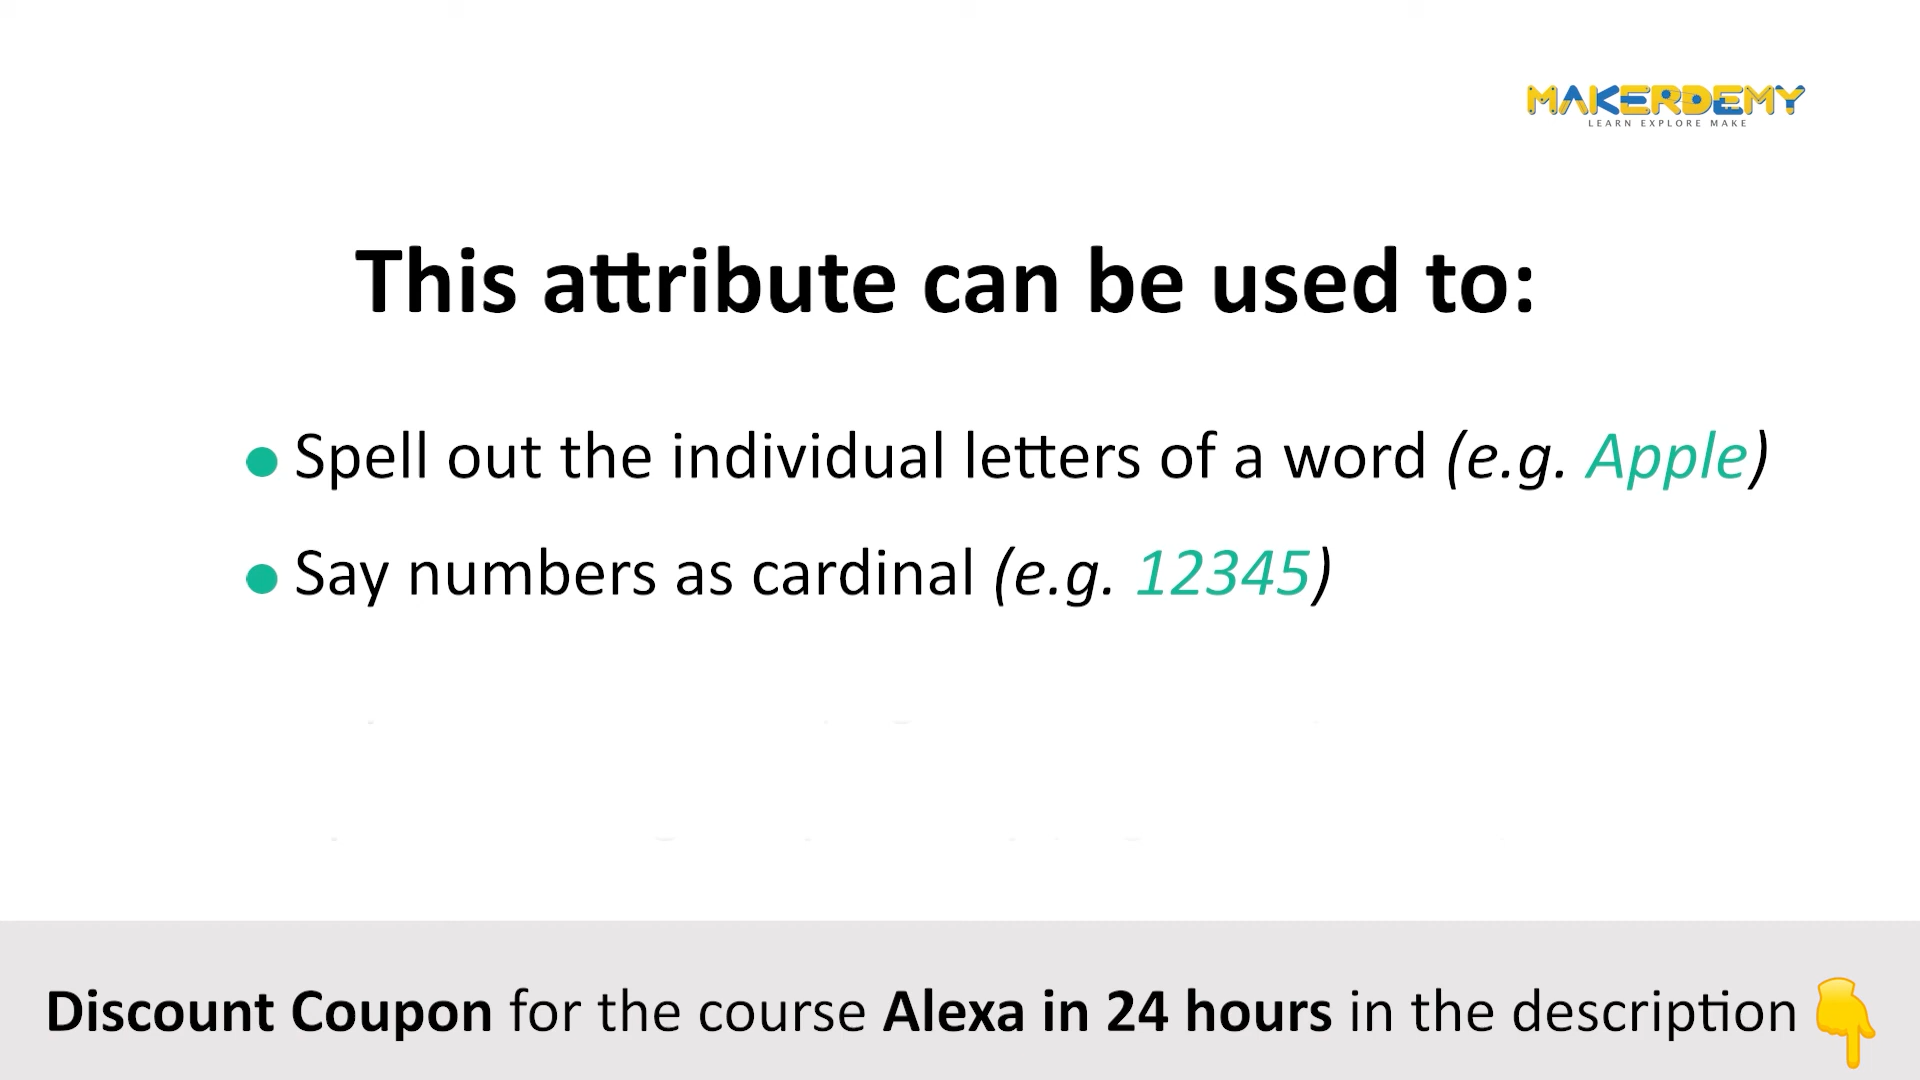 MAKERDEMY
LEARN EXPLORE MAKE
This attribute can be used to:
Spell out the individual letters of a word (e.g. Apple)
Say numbers as cardinal (e.g. 12345)
Discount Coupon for the course Alexa in 24 hours in the description